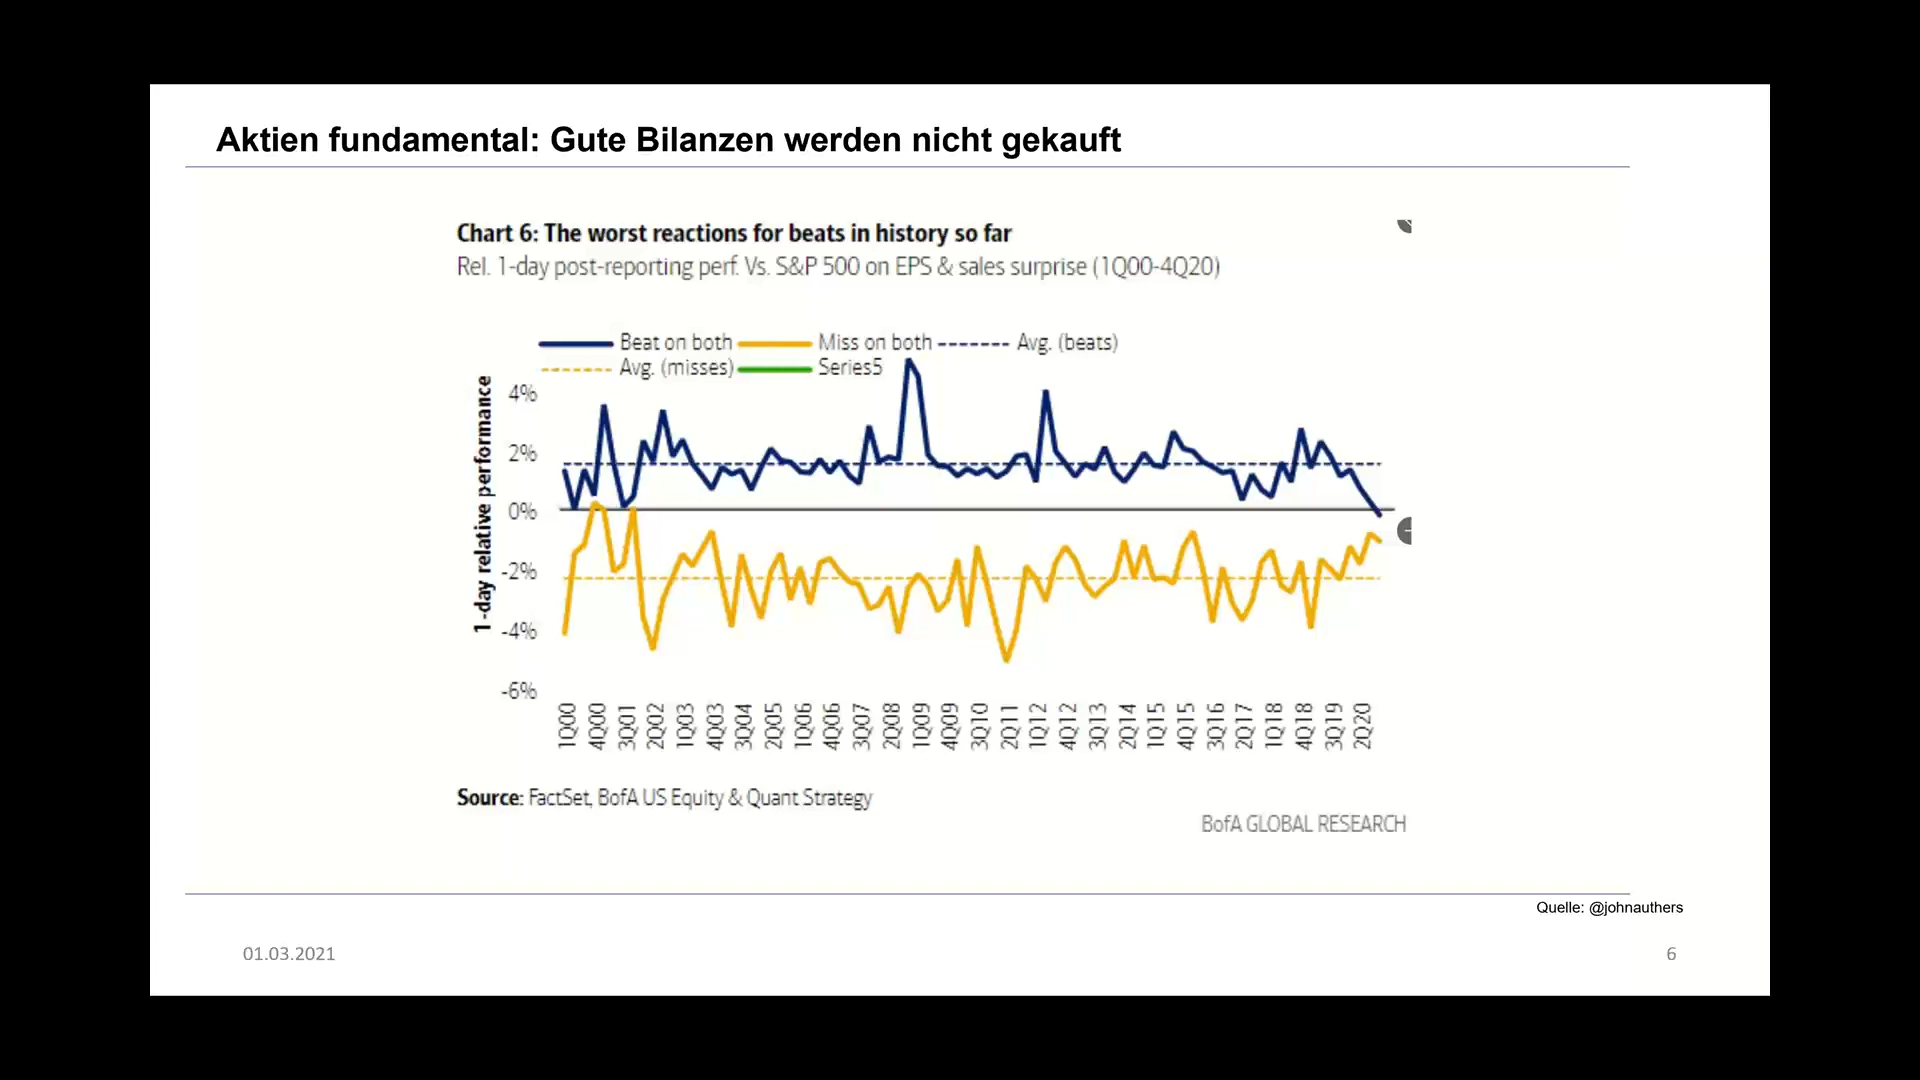 Aktien fundamental: Gute Bilanzen werden nicht gekauft
Chart 6: The worst reactions for beats in history so far
Rel. 1-day post-reporting perf. Vs. S&P 500 on EPS & sales surprise (1Q00-4Q20)
Beat on both Miss on both Avg. (beats)
Avg. (misses) Series5
1-day relative performance
4%
2%
0%
-2%
-4%
-6%
1Q00 4Q00 3Q01 2Q02 1Q03 4Q03 3Q04 2Q05 1Q06 4Q06 3Q07 2Q08 1Q09 4Q09 3Q10 2Q11 1Q12 4Q12 3Q13 2Q14 1Q15 4Q15 3Q16 2Q17 1Q18 4Q18 3Q19 2Q20
Source: FactSet, BofA US Equity & Quant Strategy
BofA GLOBAL RESEARCH
Quelle: @johnauthers
01.03.2021
6